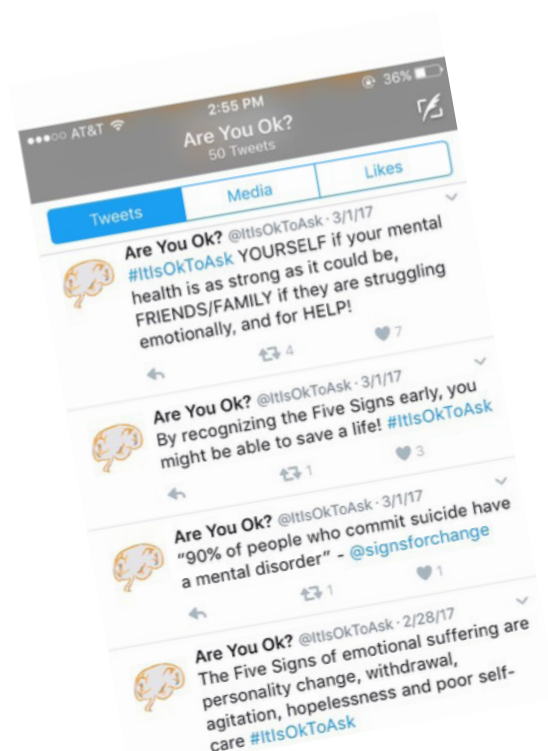 ●●●○○ AT&T 2:55 PM 36%
Are You Ok?
50 Tweets
Tweets Media Likes
Are You Ok? @ItIsOkToAsk · 3/1/17
#ItIsOkToAsk YOURSELF if your mental
health is as strong as it could be,
FRIENDS/FAMILY if they are struggling
emotionally, and for HELP!
4 7
Are You Ok? @ItIsOkToAsk · 3/1/17
By recognizing the Five Signs early, you
might be able to save a life! #ItIsOkToAsk
1 3
Are You Ok? @ItIsOkToAsk · 3/1/17
"90% of people who commit suicide have
a mental disorder" - @signsforchange
1 1
Are You Ok? @ItIsOkToAsk · 2/28/17
The Five Signs of emotional suffering are
personality change, withdrawal,
agitation, hopelessness and poor self-
care #ItIsOkToAsk